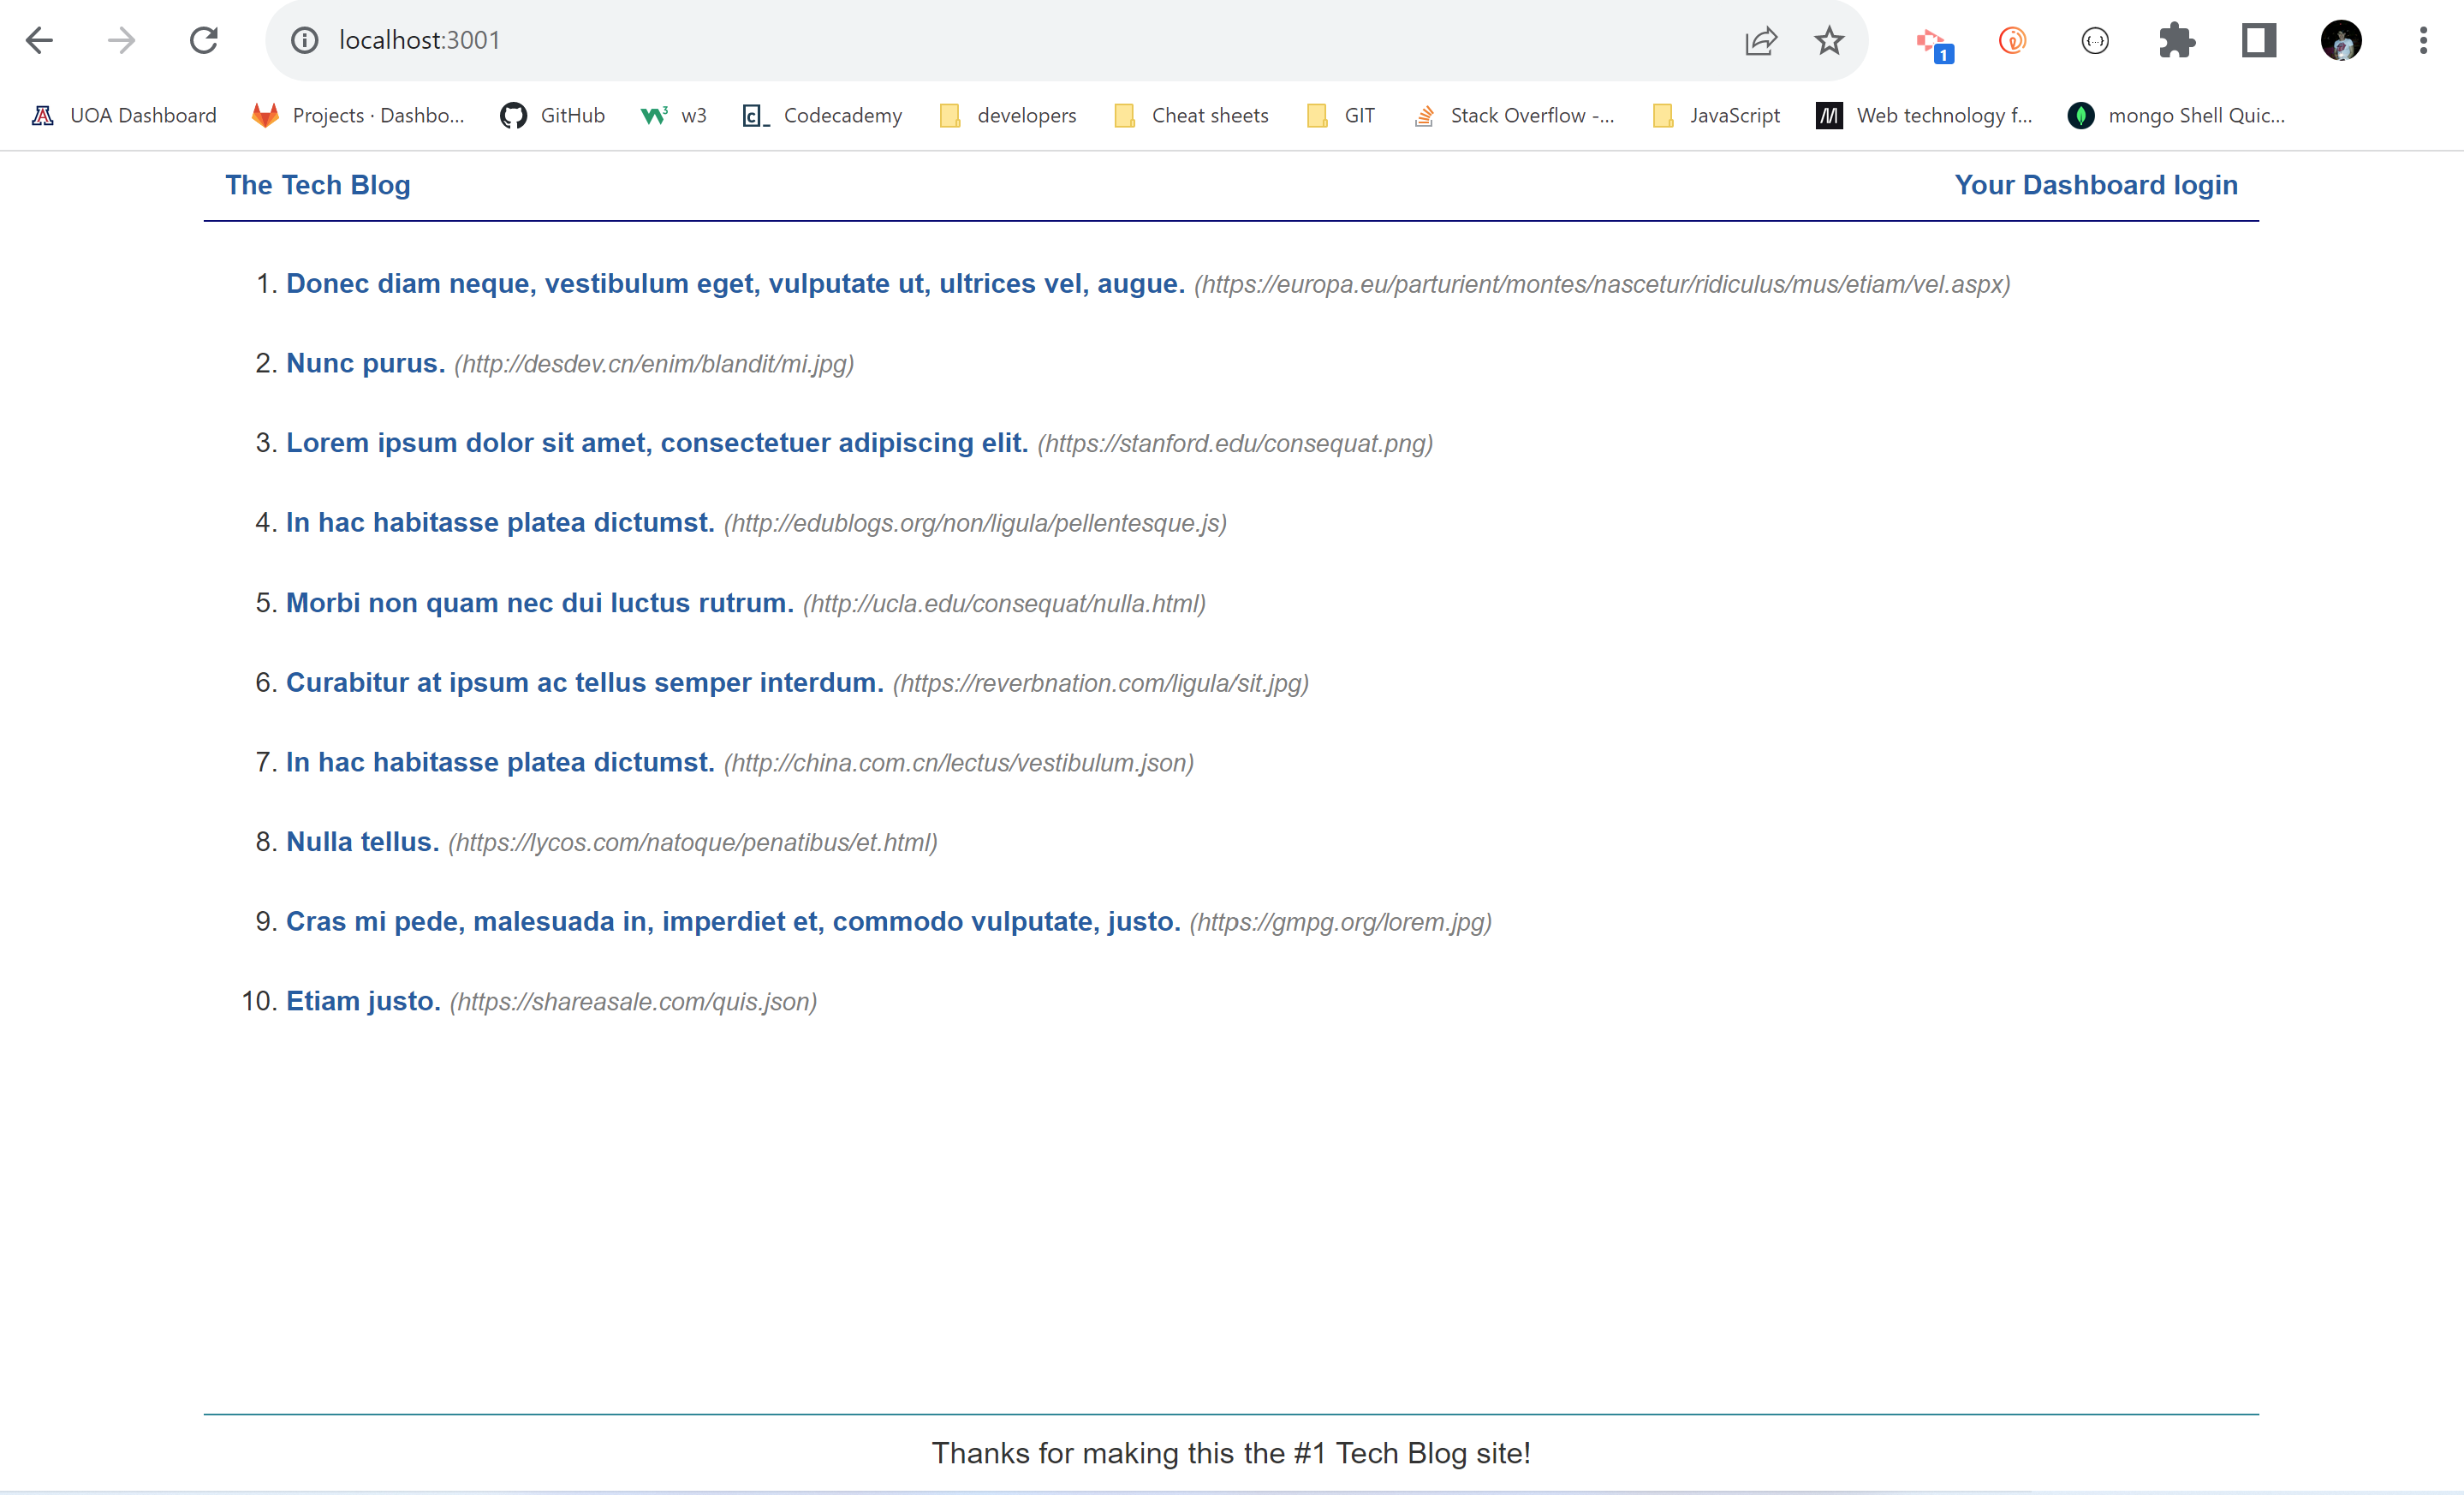 localhost:3001
1
UOA Dashboard Projects · Dashbo... GitHub w3 Codecademy developers Cheat sheets GIT Stack Overflow -... JavaScript Web technology f... mongo Shell Quic...
The Tech Blog Your Dashboard login
1. Donec diam neque, vestibulum eget, vulputate ut, ultrices vel, augue. (https://europa.eu/parturient/montes/nascetur/ridiculus/mus/etiam/vel.aspx)
2. Nunc purus. (http://desdev.cn/enim/blandit/mi.jpg)
3. Lorem ipsum dolor sit amet, consectetuer adipiscing elit. (https://stanford.edu/consequat.png)
4. In hac habitasse platea dictumst. (http://edublogs.org/non/ligula/pellentesque.js)
5. Morbi non quam nec dui luctus rutrum. (http://ucla.edu/consequat/nulla.html)
6. Curabitur at ipsum ac tellus semper interdum. (https://reverbnation.com/ligula/sit.jpg)
7. In hac habitasse platea dictumst. (http://china.com.cn/lectus/vestibulum.json)
8. Nulla tellus. (https://lycos.com/natoque/penatibus/et.html)
9. Cras mi pede, malesuada in, imperdiet et, commodo vulputate, justo. (https://gmpg.org/lorem.jpg)
10. Etiam justo. (https://shareasale.com/quis.json)
Thanks for making this the #1 Tech Blog site!